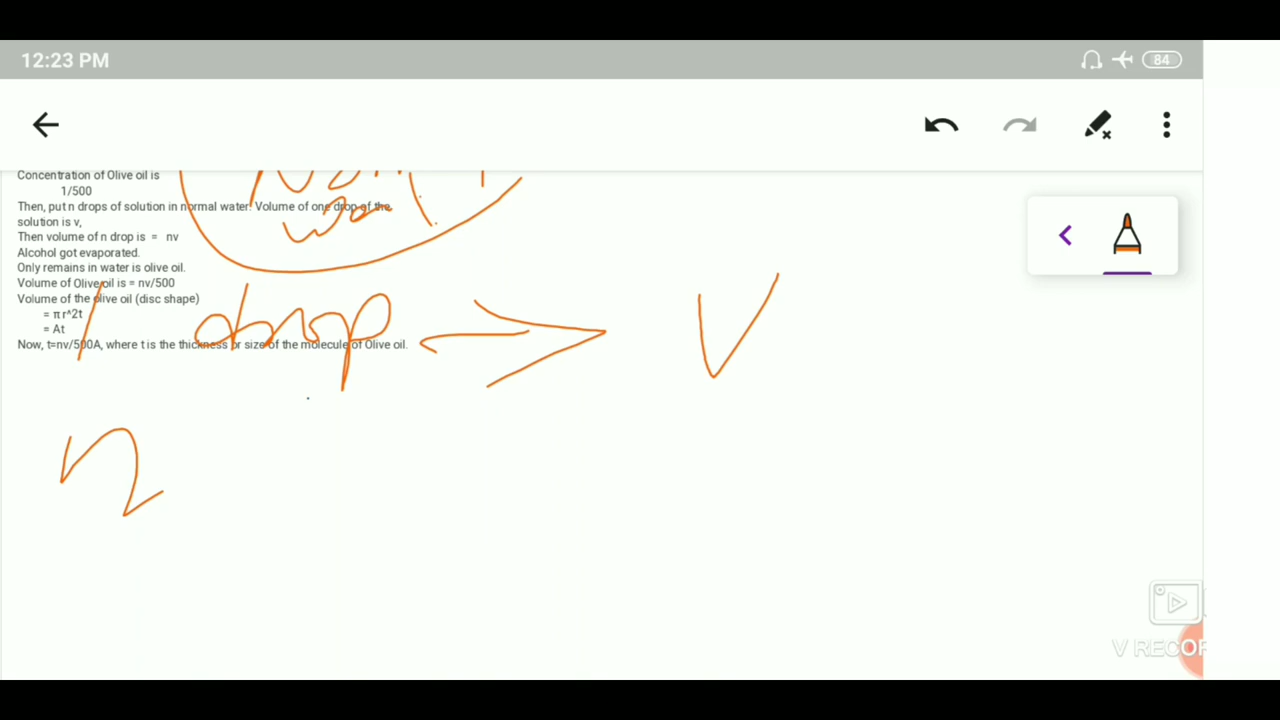 12:23 PM
84
Concentration of Olive oil is
1/500
Then, put n drops of solution in normal water. Volume of one drop of the
solution is v,
Then volume of n drop is = nv
Alcohol got evaporated.
Only remains in water is olive oil.
Volume of Olive oil is = nv/500
Volume of the olive oil (disc shape)
= πr^2t
= At
Now, t=nv/500A, where t is the thickness or size of the molecule of Olive oil.
1 drop V
n
V RECOR